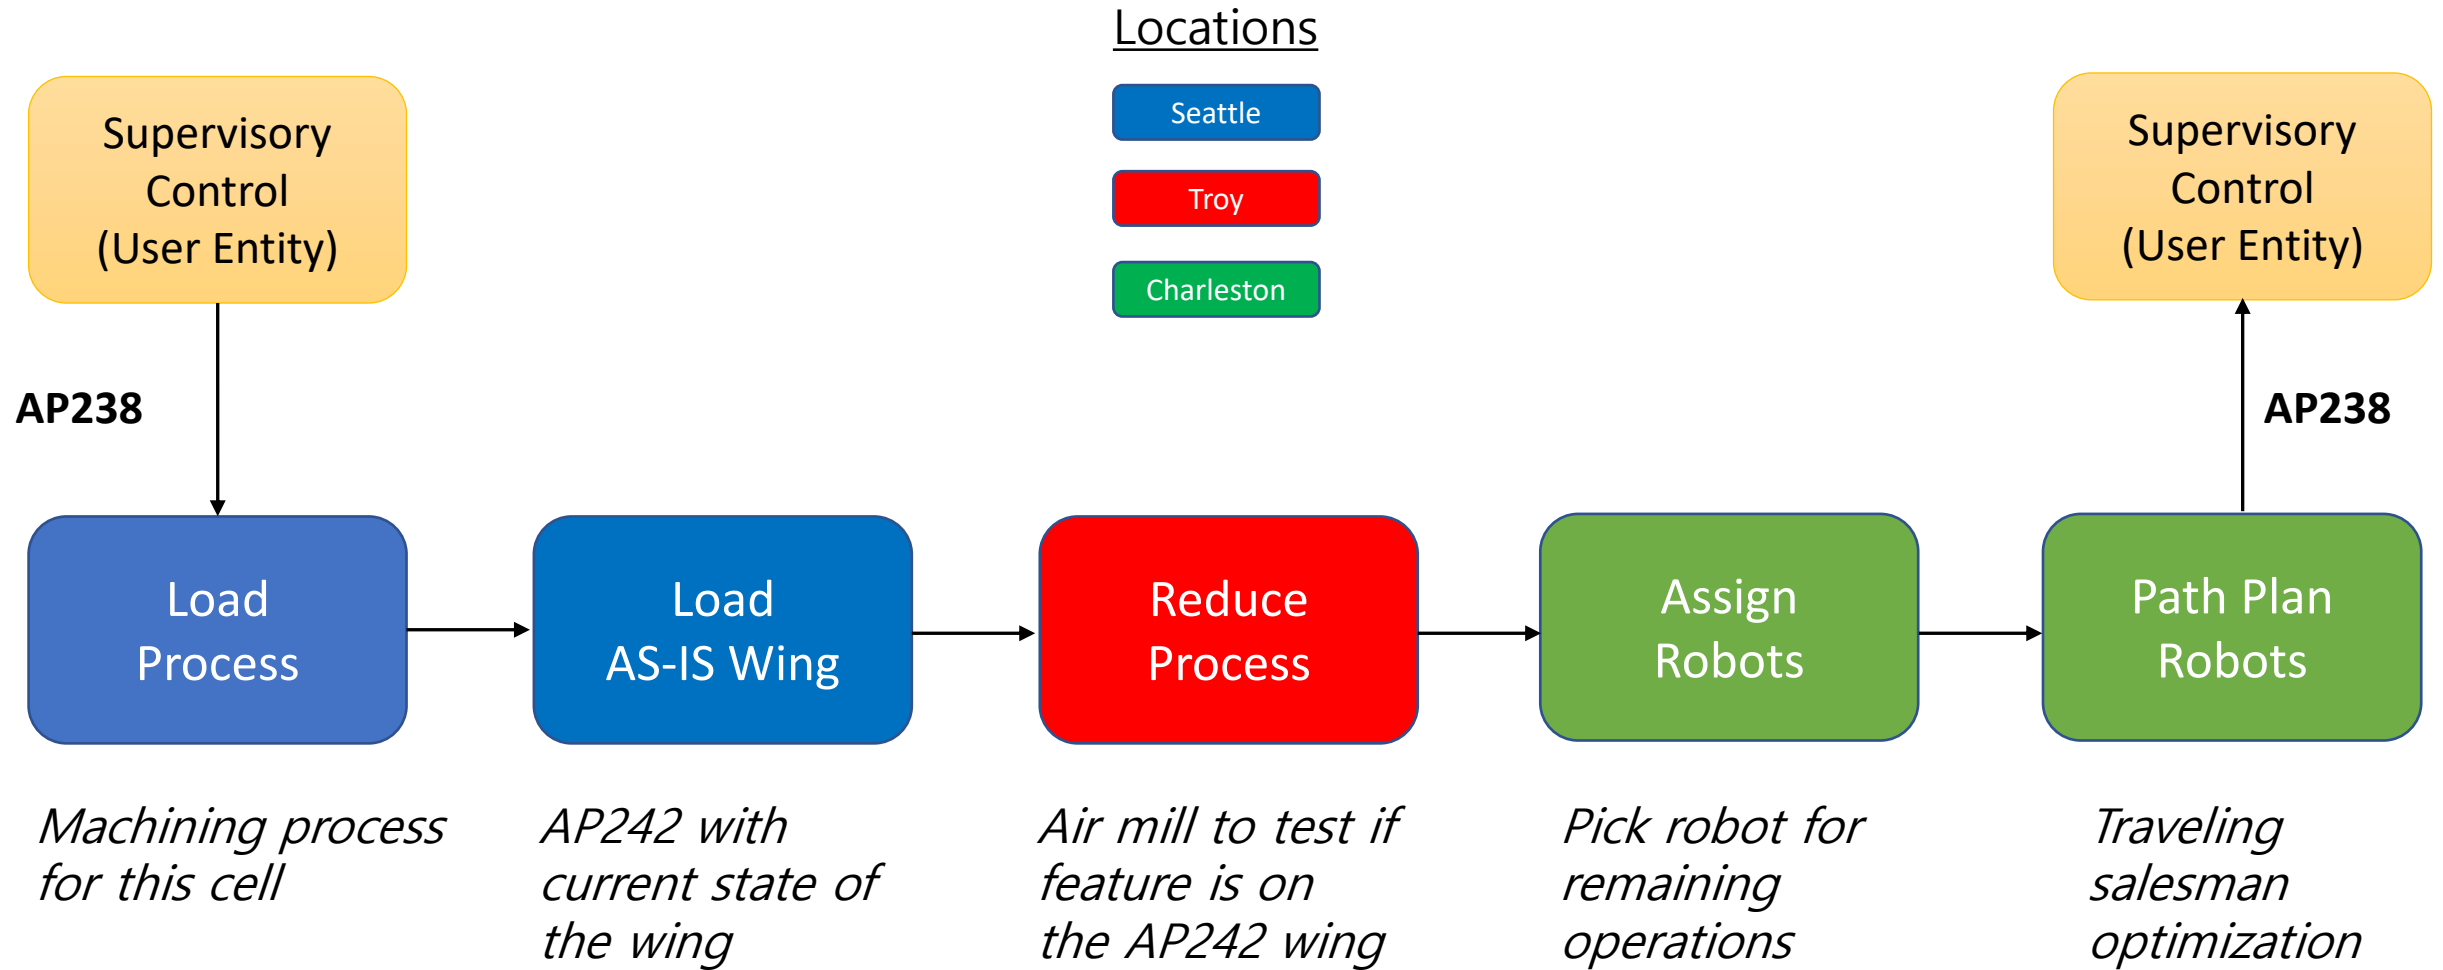 Locations
Seattle
Troy
Charleston
Supervisory
Control
(User Entity)
Supervisory
Control
(User Entity)
AP238
AP238
Load
Process
Load
AS-IS Wing
Reduce
Process
Assign
Robots
Path Plan
Robots
Machining process
for this cell
AP242 with
current state of
the wing
Air mill to test if
feature is on
the AP242 wing
Pick robot for
remaining
operations
Traveling
salesman
optimization